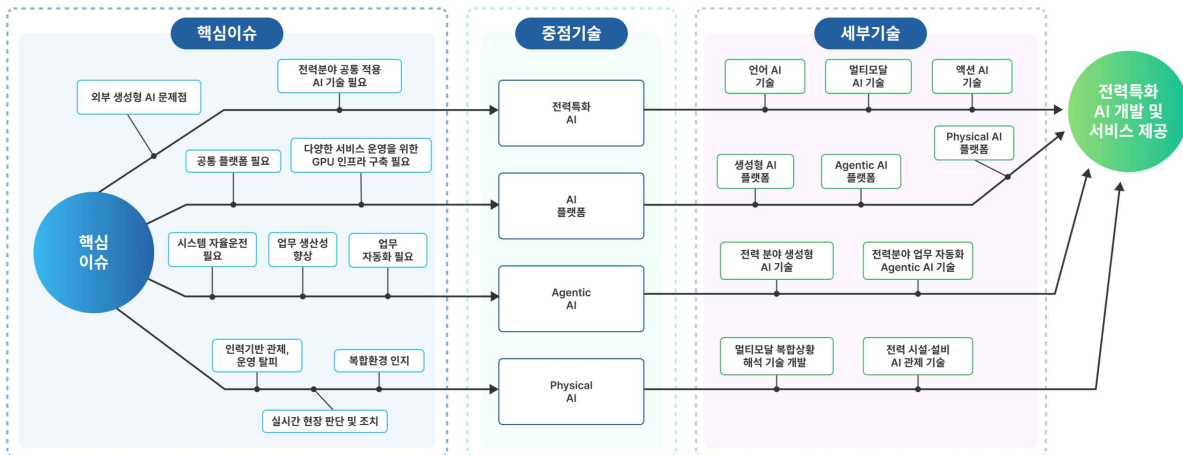 핵심이슈
중점기술
세부기술
핵심
이슈
외부 생성형 AI 문제점
전력분야 공통 적용
AI 기술 필요
전력특화
AI
언어 AI
기술
멀티모달
AI 기술
액션 AI
기술
공통 플랫폼 필요
다양한 서비스 운영을 위한
GPU 인프라 구축 필요
AI
플랫폼
생성형 AI
플랫폼
Agentic AI
플랫폼
Physical AI
플랫폼
시스템 자율운전
필요
업무 생산성
향상
업무
자동화 필요
Agentic
AI
전력 분야 생성형
AI 기술
전력분야 업무 자동화
Agentic AI 기술
인력기반 관제,
운영 탈피
실시간 현장 판단 및 조치
복합환경 인지
Physical
AI
멀티모달 복합상황
해석 기술 개발
전력 시설·설비
AI 관제 기술
전력특화
AI 개발 및
서비스 제공